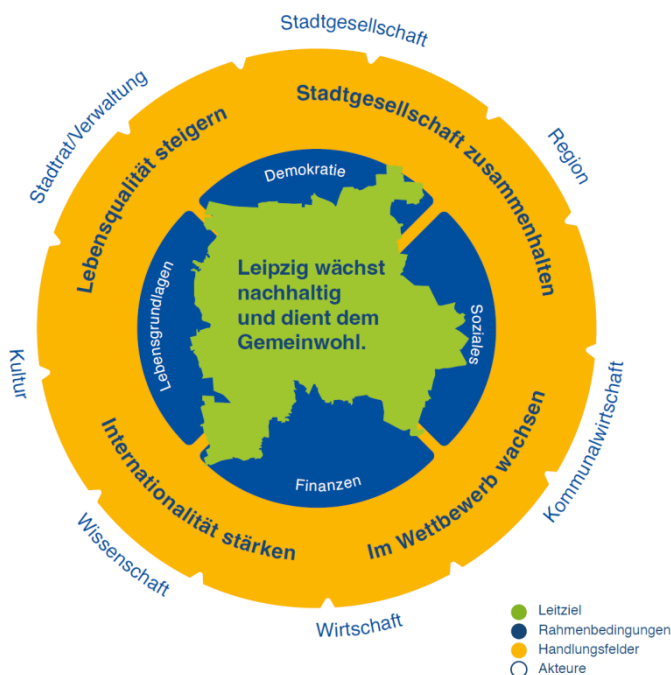 Stadtgesellschaft
Stadtrat/Verwaltung
Region
Kultur
Kommunalwirtschaft
Wissenschaft
Wirtschaft
Lebensqualität steigern
Stadtgesellschaft zusammenhalten
Internationalität stärken
Im Wettbewerb wachsen
Demokratie
Lebensgrundlagen
Soziales
Finanzen
Leipzig wächst
nachhaltig
und dient dem
Gemeinwohl.
Leitziel
Rahmenbedingungen
Handlungsfelder
Akteure